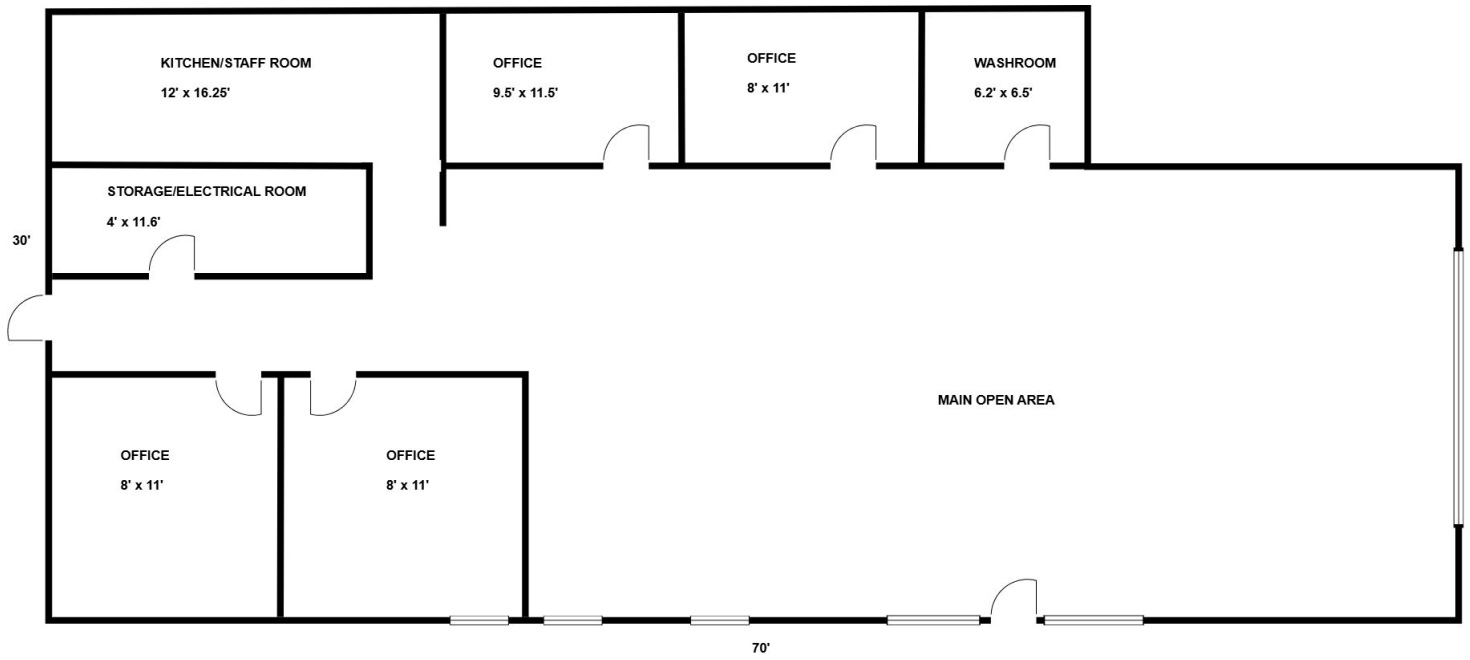 KITCHEN/STAFF ROOM
12' x 16.25'
OFFICE
9.5' x 11.5'
OFFICE
8' x 11'
WASHROOM
6.2' x 6.5'
STORAGE/ELECTRICAL ROOM
4' x 11.6'
30'
MAIN OPEN AREA
OFFICE
8' x 11'
OFFICE
8' x 11'
70'